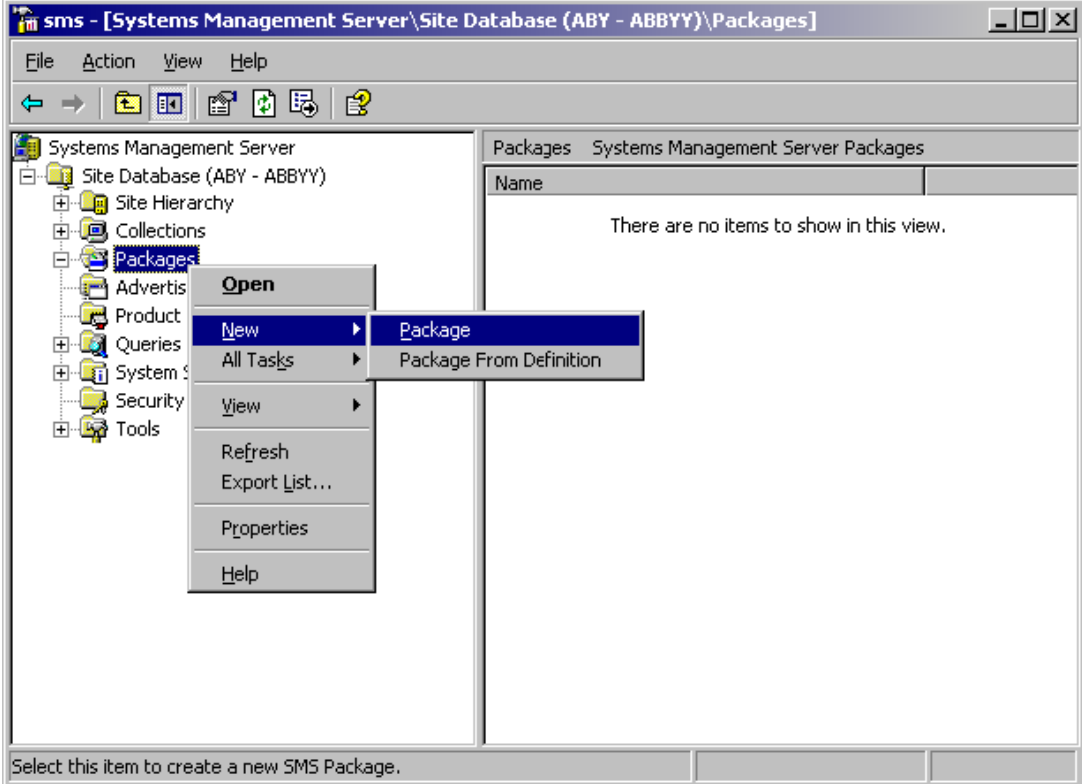 sms - [Systems Management Server\Site Database (ABY - ABBYY)\Packages]
File Action View Help
Systems Management Server
Site Database (ABY - ABBYY)
Site Hierarchy
Collections
Packages
Advertis
Product
Queries
System S
Security
Tools
Open
New
All Tasks
View
Refresh
Export List...
Properties
Help
Package
Package From Definition
Packages Systems Management Server Packages
Name
There are no items to show in this view.
Select this item to create a new SMS Package.